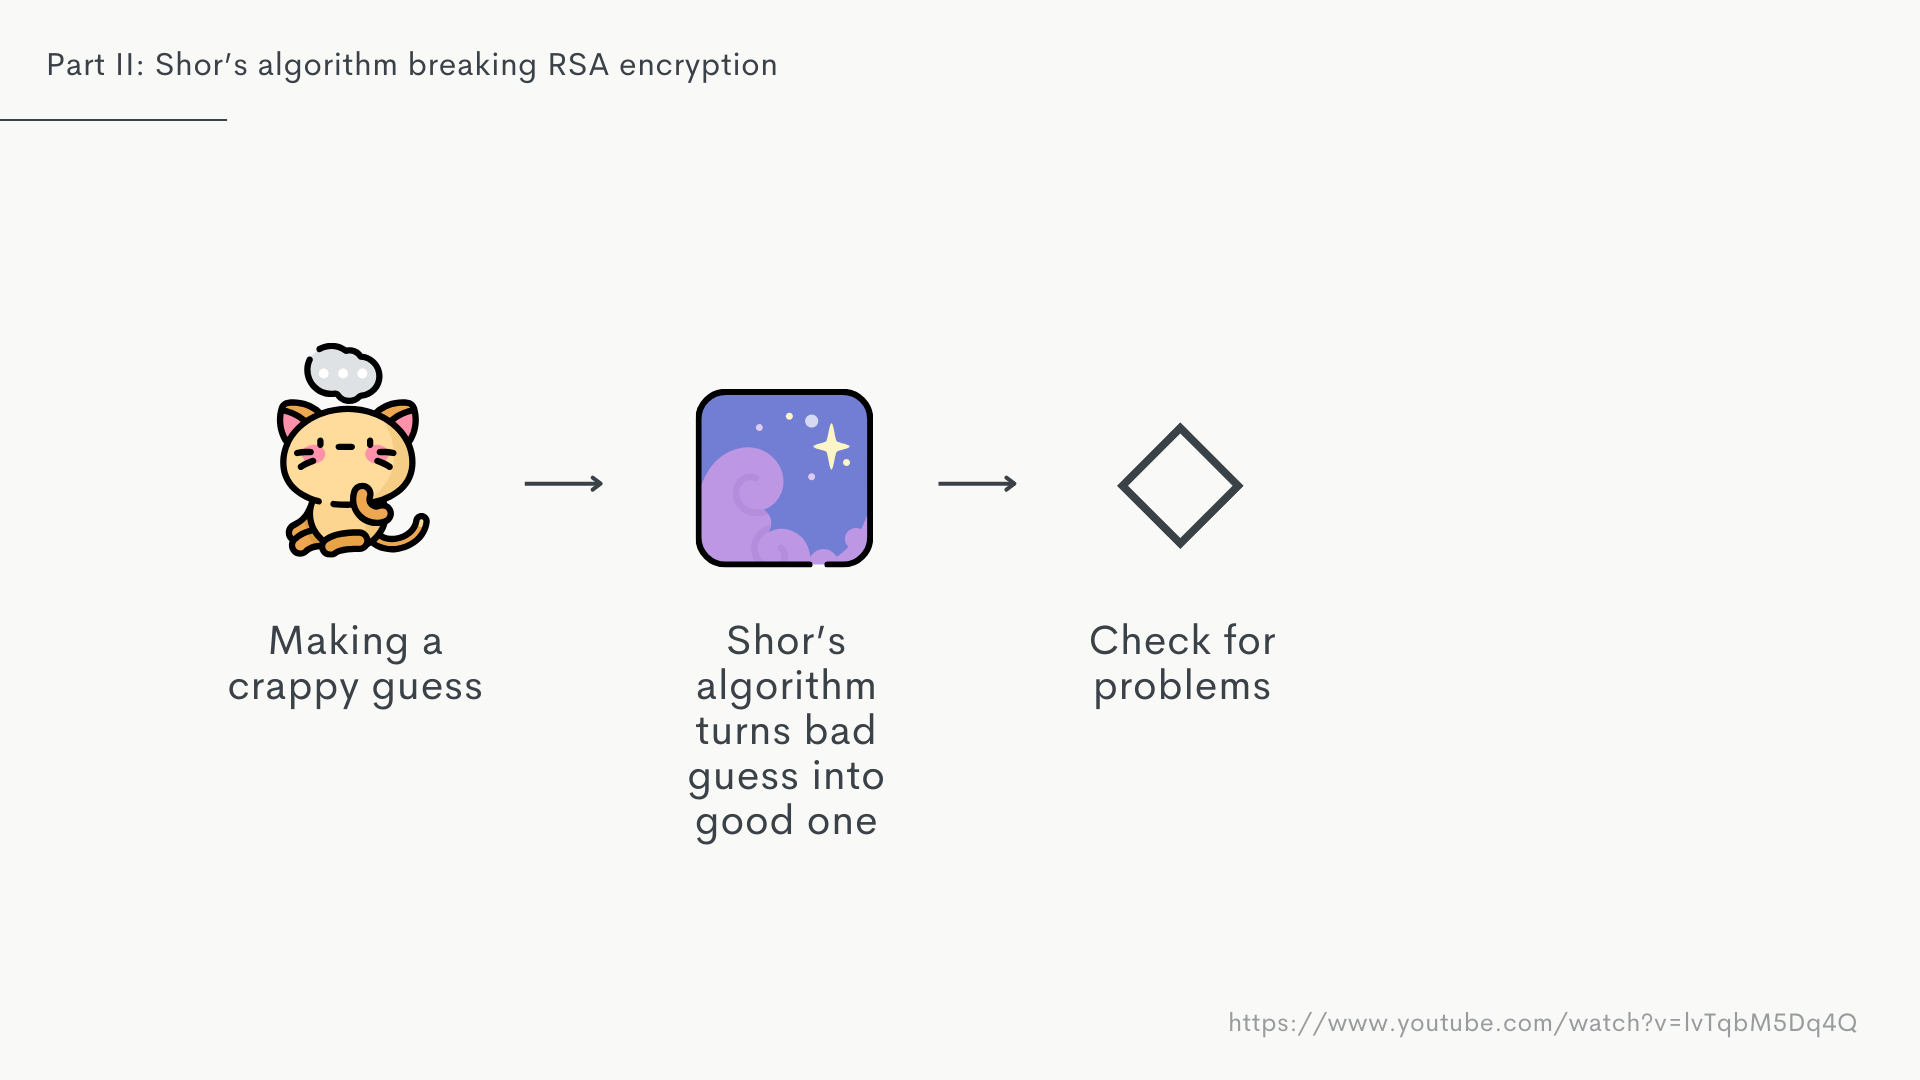 Part II: Shor’s algorithm breaking RSA encryption
Making a
crappy guess
Shor’s
algorithm
turns bad
guess into
good one
Check for
problems
https://www.youtube.com/watch?v=lvTqbM5Dq4Q